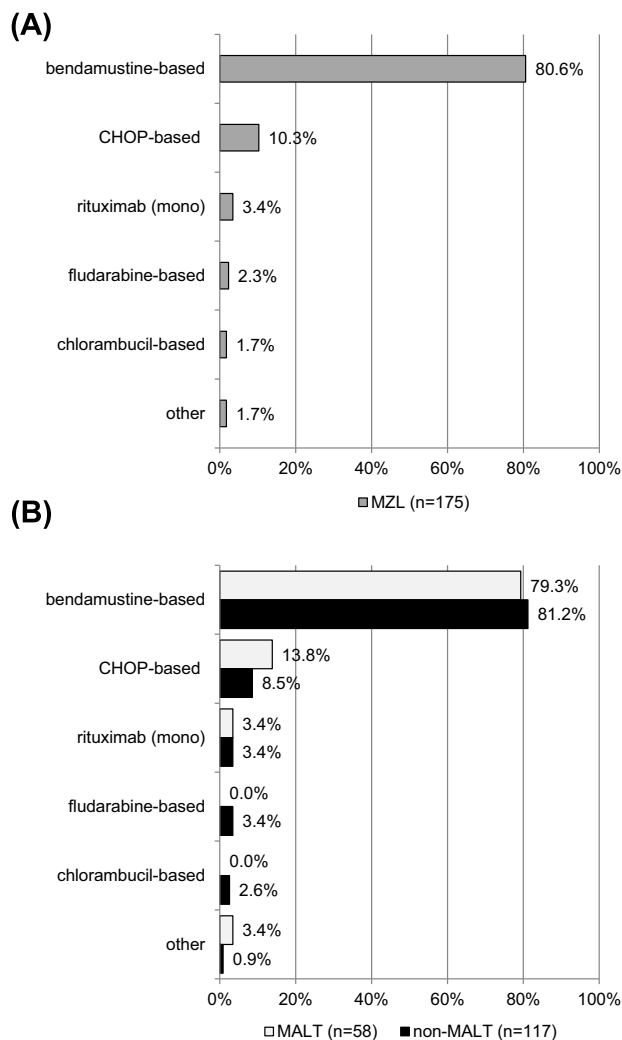 (A)
bendamustine-based 80.6%
CHOP-based 10.3%
rituximab (mono) 3.4%
fludarabine-based 2.3%
chlorambucil-based 1.7%
other 1.7%
0% 20% 40% 60% 80% 100%
MZL (n=175)
(B)
bendamustine-based 79.3%
81.2%
CHOP-based 13.8%
8.5%
rituximab (mono) 3.4%
3.4%
fludarabine-based 0.0%
3.4%
chlorambucil-based 0.0%
2.6%
other 3.4%
0.9%
0% 20% 40% 60% 80% 100%
MALT (n=58) non-MALT (n=117)